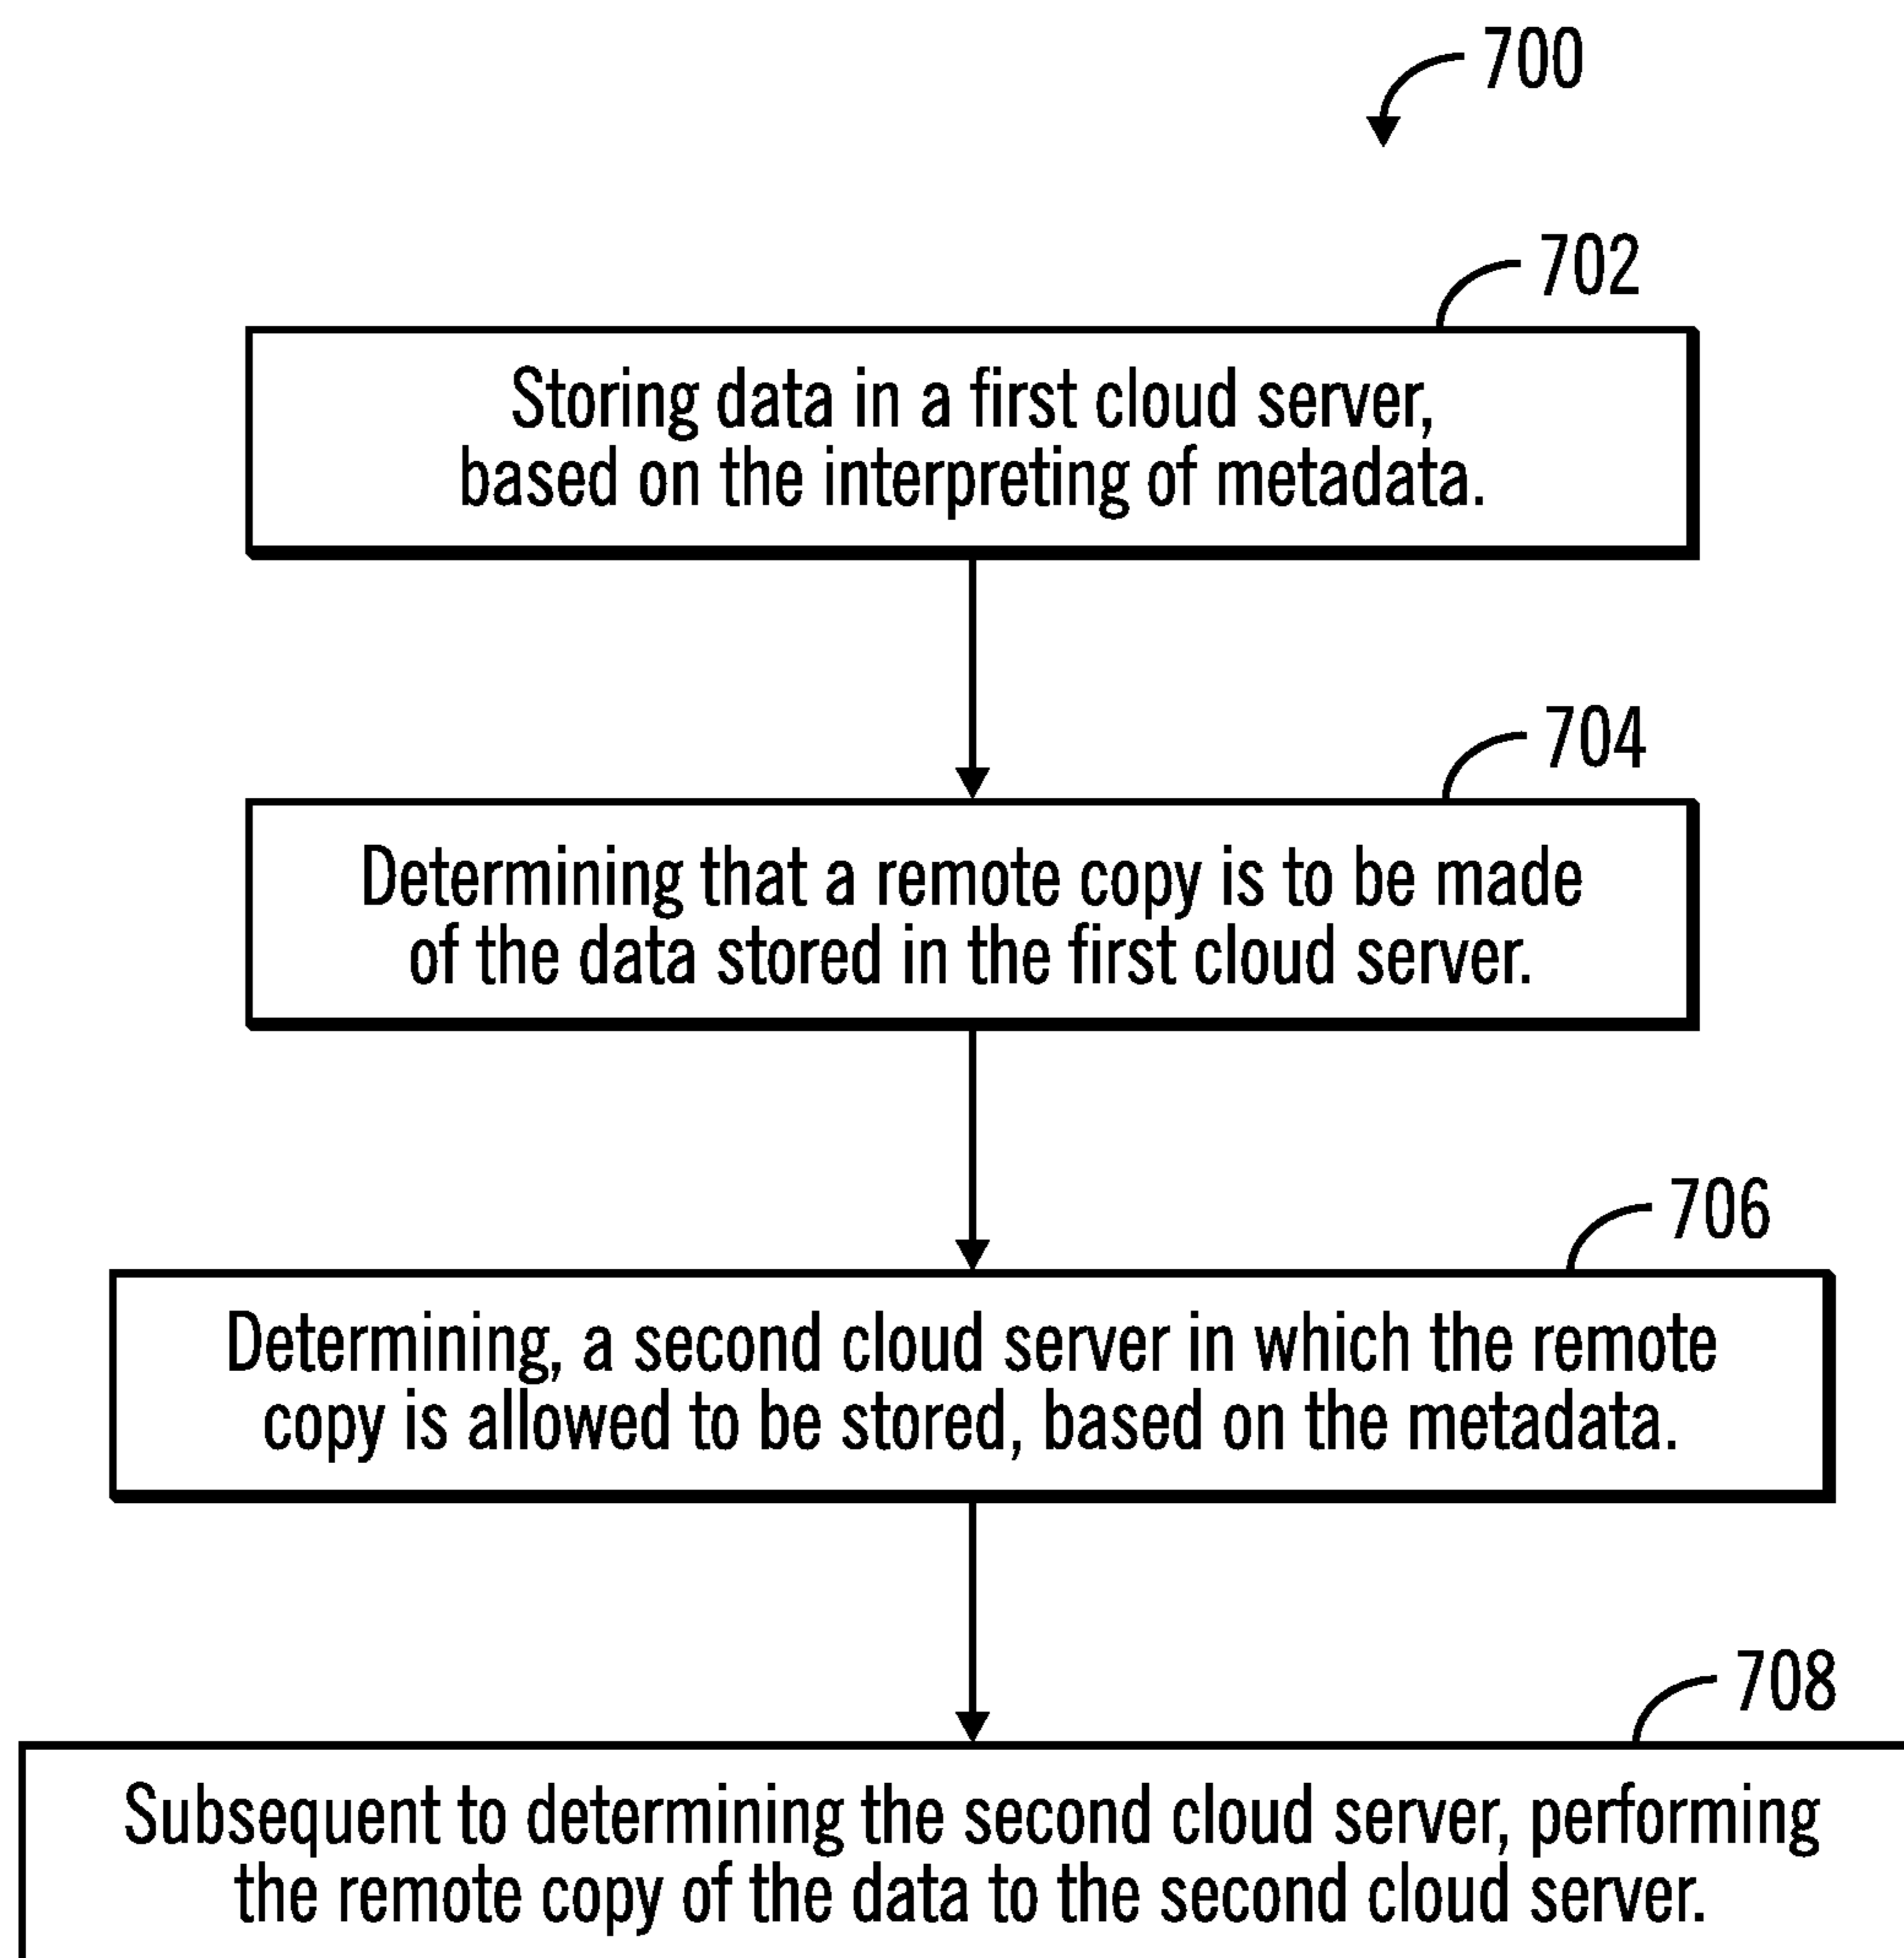 700
702
Storing data in a first cloud server,
based on the interpreting of metadata.
704
Determining that a remote copy is to be made
of the data stored in the first cloud server.
706
Determining, a second cloud server in which the remote
copy is allowed to be stored, based on the metadata.
708
Subsequent to determining the second cloud server, performing
the remote copy of the data to the second cloud server.